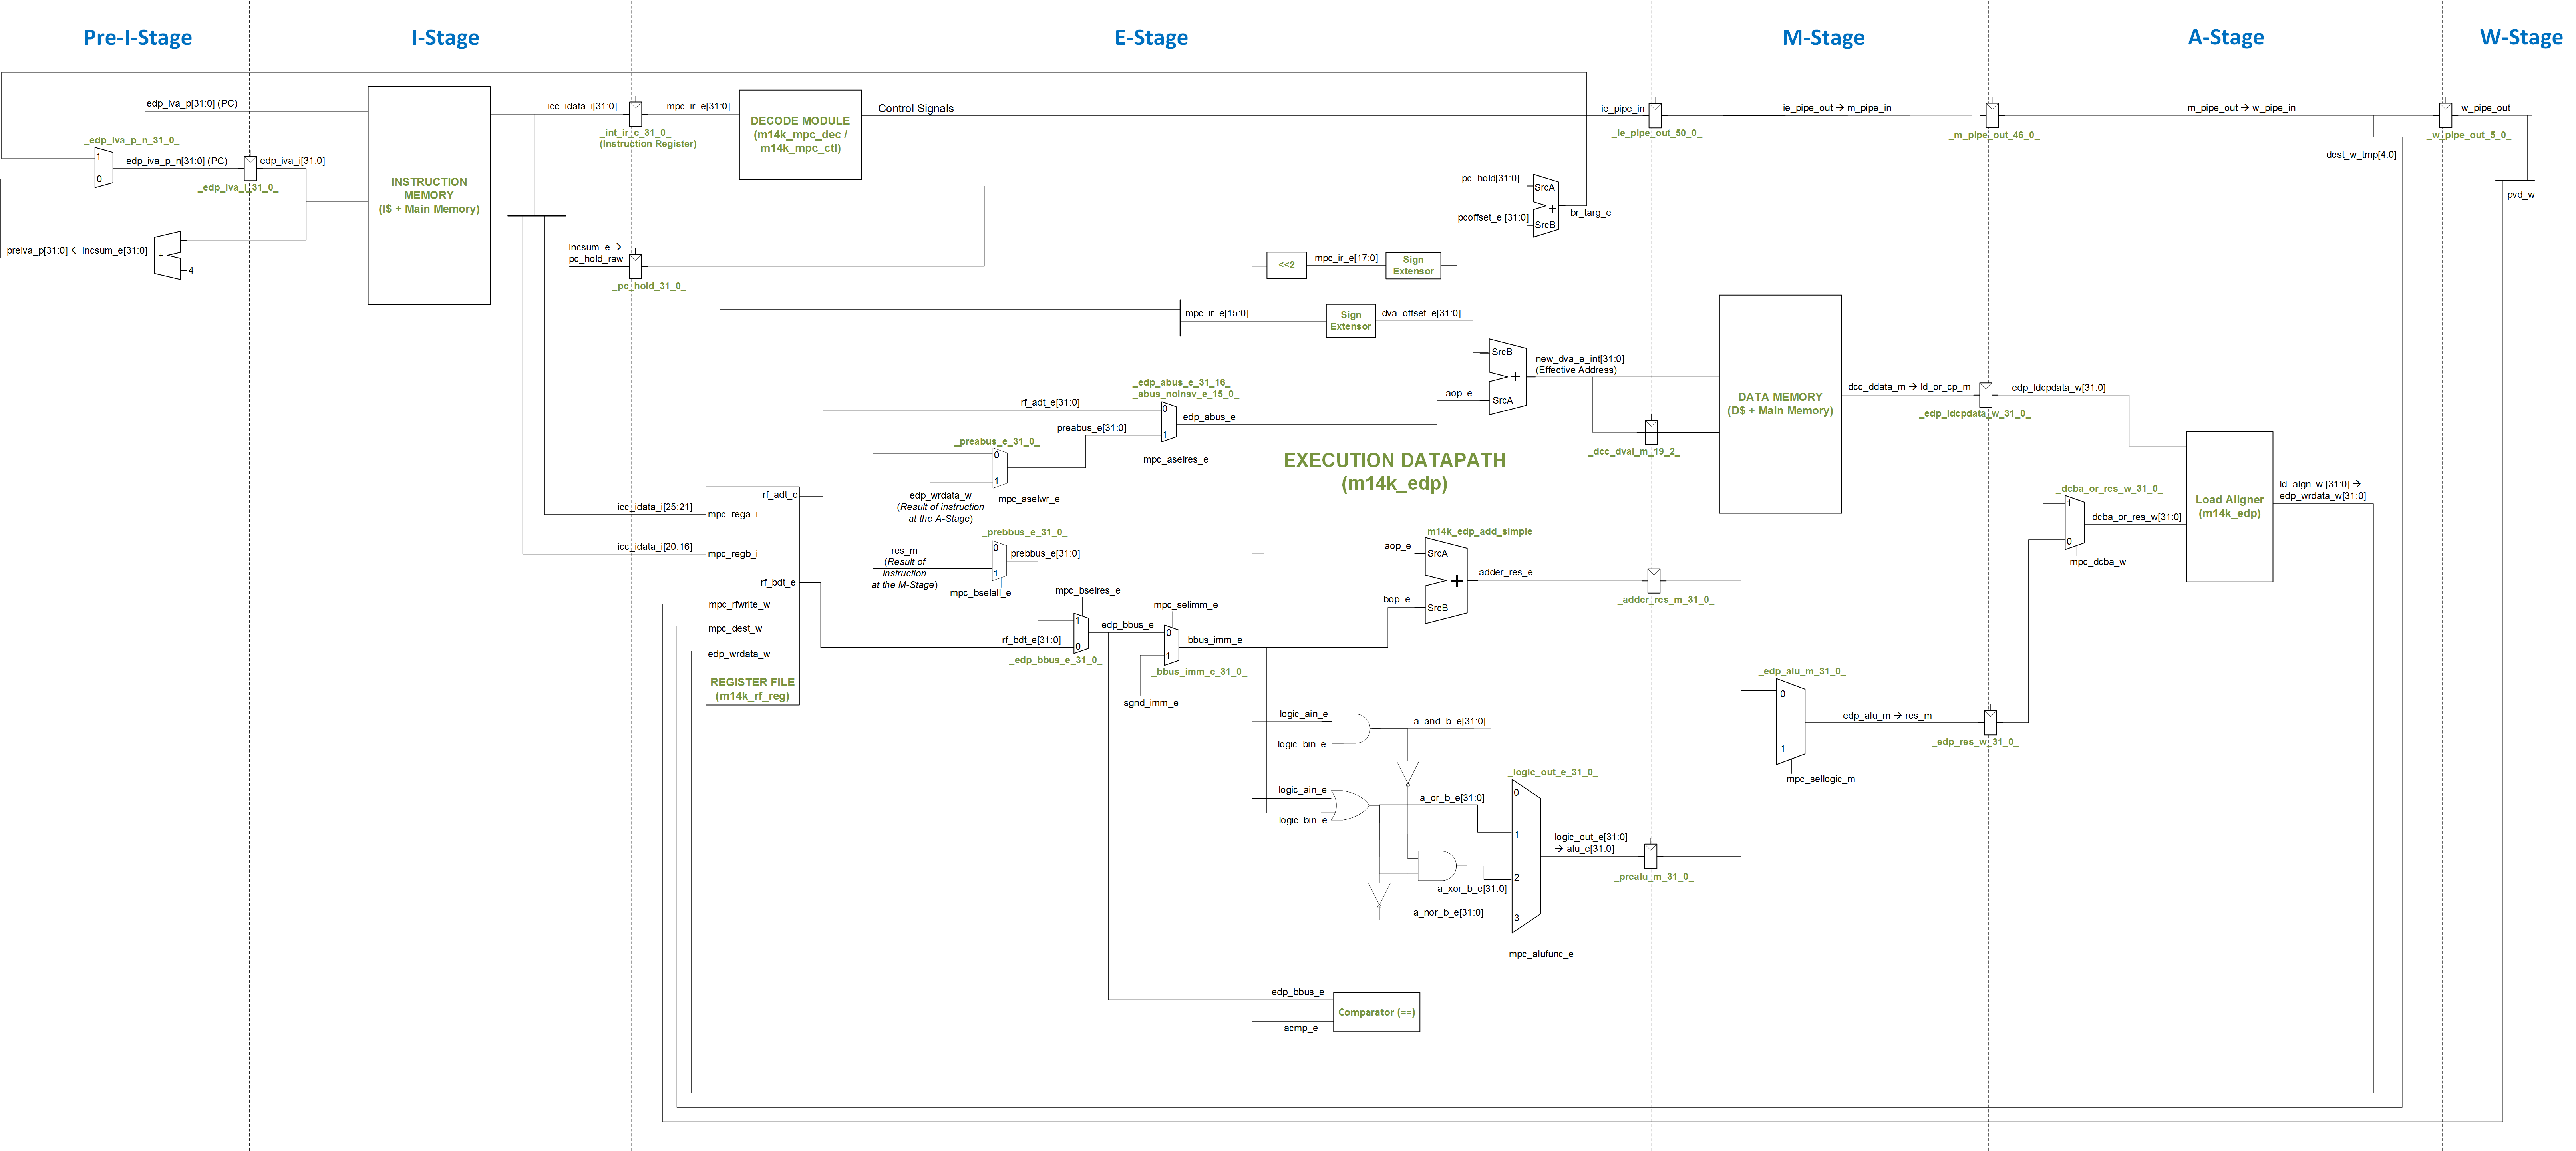 Pre-I-Stage
I-Stage
E-Stage
M-Stage
A-Stage
W-Stage
edp_iva_p[31:0] (PC)
_edp_iva_p_n_31_0_
1
0
edp_iva_p_n[31:0] (PC)
edp_iva_i[31:0]
_edp_iva_i_31_0_
preiva_p[31:0] ← incsum_e[31:0]
+
4
INSTRUCTION
MEMORY
(I$ + Main Memory)
icc_idata_i[31:0]
_int_ir_e_31_0_
(Instruction Register)
mpc_ir_e[31:0]
DECODE MODULE
(m14k_mpc_dec /
m14k_mpc_ctl)
Control Signals
ie_pipe_in
_ie_pipe_out_50_0_
ie_pipe_out → m_pipe_in
_m_pipe_out_46_0_
m_pipe_out → w_pipe_in
w_pipe_out
_w_pipe_out_5_0_
dest_w_tmp[4:0]
pvd_w
incsum_e →
pc_hold_raw
_pc_hold_31_0_
pc_hold[31:0]
SrcA
+
SrcB
pcoffset_e [31:0]
br_targ_e
<<2
mpc_ir_e[17:0]
Sign
Extensor
mpc_ir_e[15:0]
Sign
Extensor
dva_offset_e[31:0]
SrcB
+
SrcA
aop_e
new_dva_e_int[31:0]
(Effective Address)
_dcc_dval_m_19_2_
DATA MEMORY
(D$ + Main Memory)
dcc_ddata_m → ld_or_cp_m
_edp_ldcpdata_w_31_0_
edp_ldcpdata_w[31:0]
_dcba_or_res_w_31_0_
1
0
mpc_dcba_w
dcba_or_res_w[31:0]
Load Aligner
(m14k_edp)
ld_algn_w [31:0] →
edp_wrdata_w[31:0]
_edp_abus_e_31_16_
_abus_noinsv_e_15_0_
rf_adt_e[31:0]
0
1
edp_abus_e
preabus_e[31:0]
mpc_aselres_e
_preabus_e_31_0_
0
1
mpc_aselwr_e
edp_wrdata_w
(Result of instruction
at the A-Stage)
_prebbus_e_31_0_
0
1
prebbus_e[31:0]
mpc_bselall_e
res_m
(Result of
instruction
at the M-Stage)
EXECUTION DATAPATH
(m14k_edp)
icc_idata_i[25:21]
icc_idata_i[20:16]
rf_adt_e
mpc_rega_i
mpc_regb_i
rf_bdt_e
mpc_rfwrite_w
mpc_dest_w
edp_wrdata_w
REGISTER FILE
(m14k_rf_reg)
mpc_bselres_e
1
0
rf_bdt_e[31:0]
_edp_bbus_e_31_0_
edp_bbus_e
mpc_selimm_e
0
1
bbus_imm_e
_bbus_imm_e_31_0_
sgnd_imm_e
m14k_edp_add_simple
aop_e
SrcA
+
SrcB
bop_e
adder_res_e
_adder_res_m_31_0_
_edp_alu_m_31_0_
0
1
mpc_sellogic_m
edp_alu_m → res_m
_edp_res_w_31_0_
logic_ain_e
logic_bin_e
a_and_b_e[31:0]
logic_ain_e
logic_bin_e
a_or_b_e[31:0]
a_xor_b_e[31:0]
a_nor_b_e[31:0]
_logic_out_e_31_0_
0
1
2
3
mpc_alufunc_e
logic_out_e[31:0]
→ alu_e[31:0]
_prealu_m_31_0_
edp_bbus_e
acmp_e
Comparator (==)